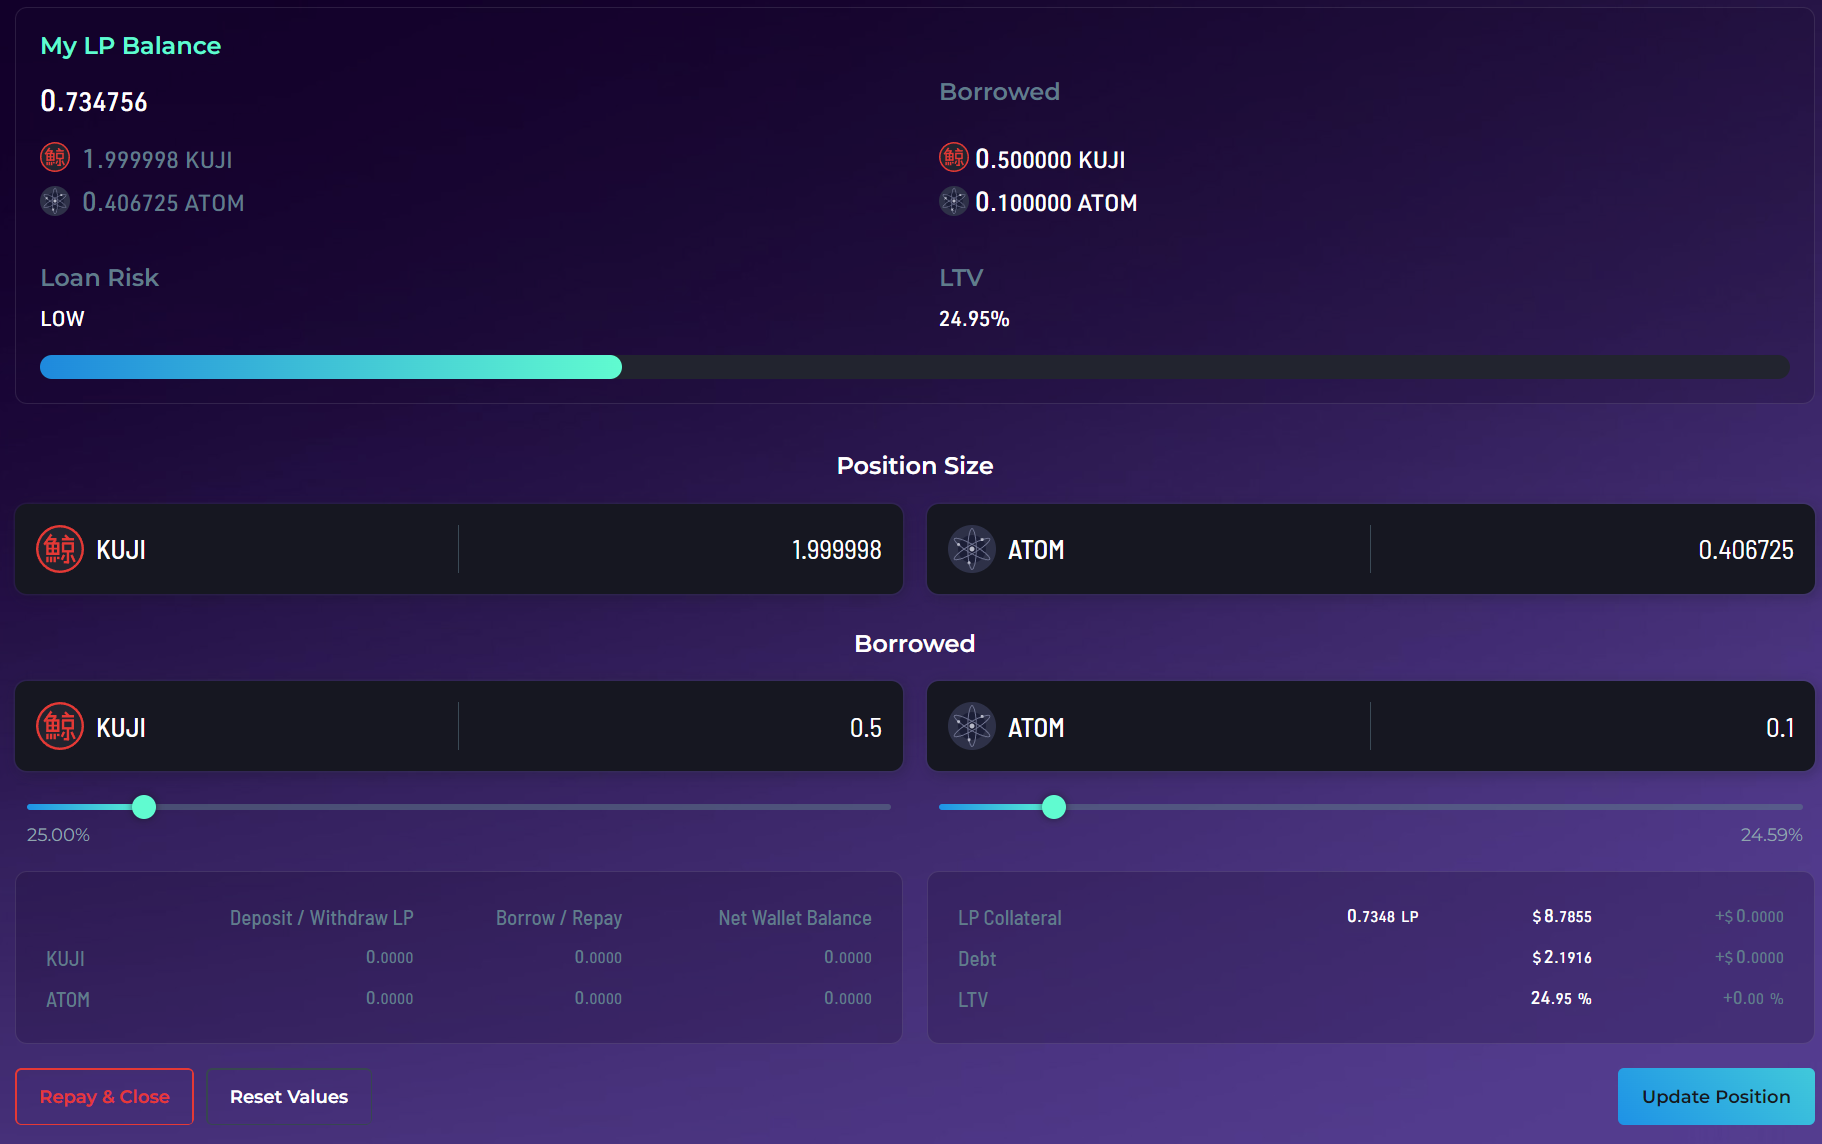 My LP Balance
0.734756
Borrowed
鯨 1.999998 KUJI
鯨 0.500000 KUJI
0.406725 ATOM
0.100000 ATOM
Loan Risk
LTV
LOW
24.95%
Position Size
鯨 KUJI 1.999998
ATOM 0.406725
Borrowed
鯨 KUJI 0.5
ATOM 0.1
25.00%
24.59%
Deposit / Withdraw LP Borrow / Repay Net Wallet Balance
KUJI 0.0000 0.0000 0.0000
ATOM 0.0000 0.0000 0.0000
LP Collateral 0.7348 LP $8.7855 +$0.0000
Debt $2.1916 +$0.0000
LTV 24.95 % +0.00 %
Repay & Close
Reset Values
Update Position